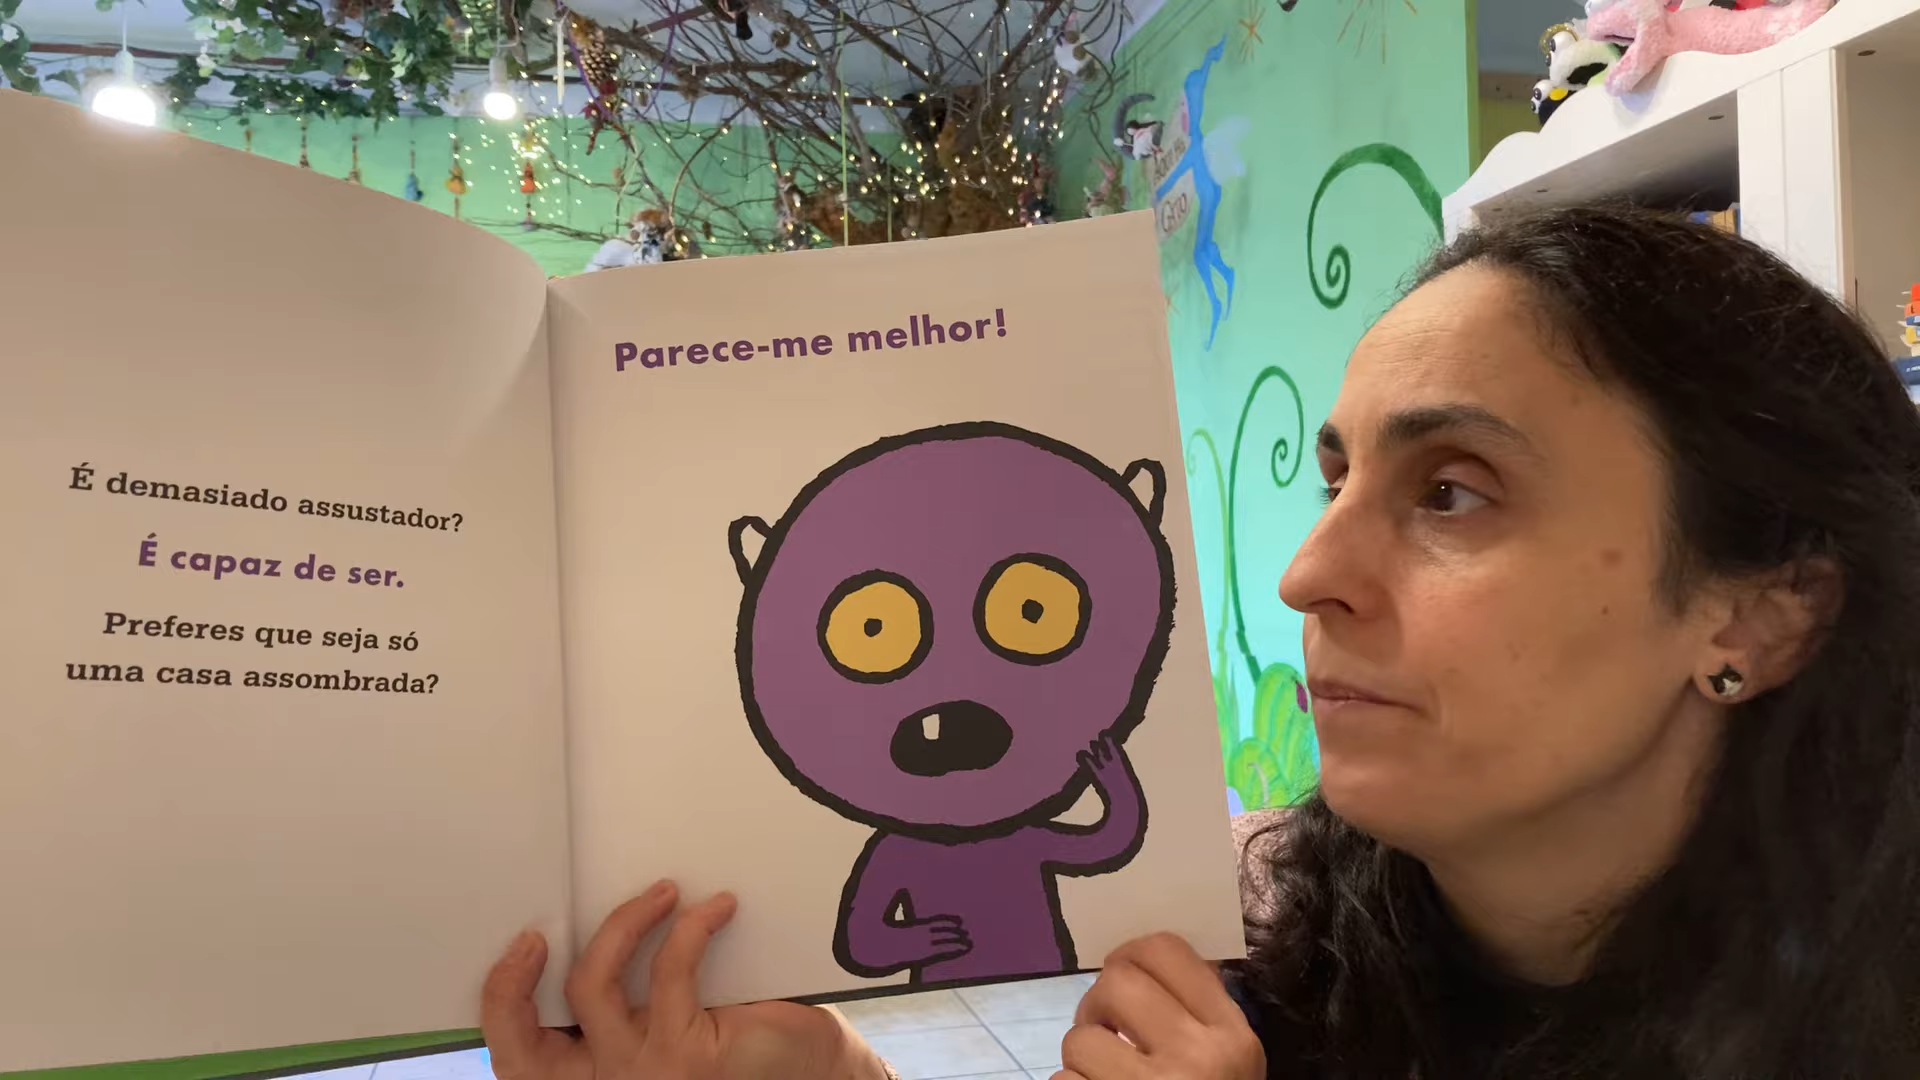 É demasiado assustador?
É capaz de ser.
Preferes que seja só
uma casa assombrada?
Parece-me melhor!